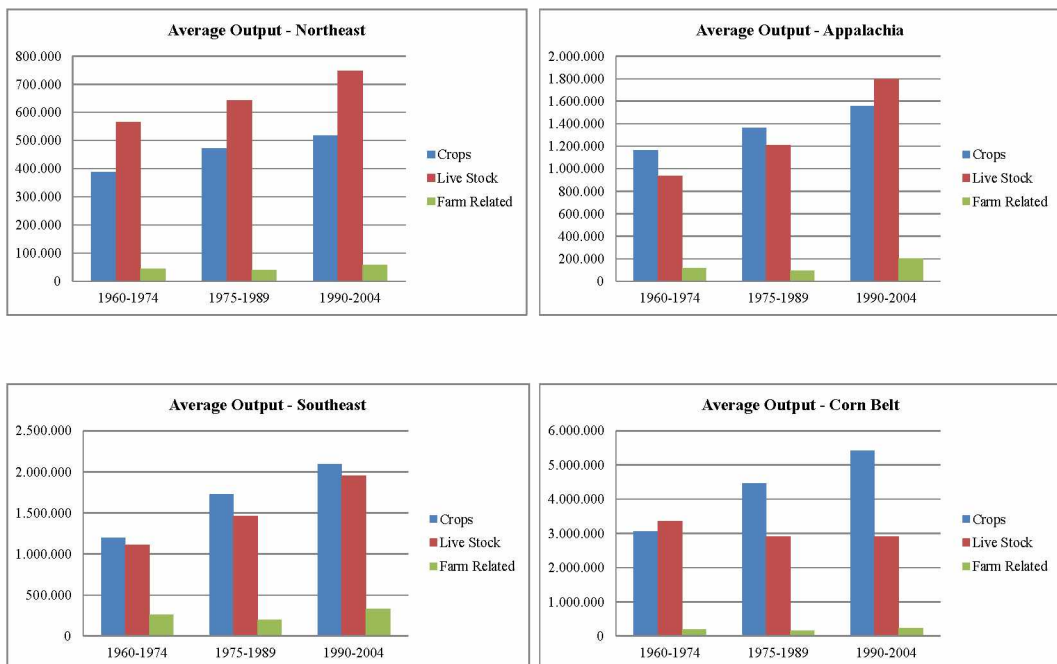 Average Output - Northeast
800.000
700.000
600.000
500.000
400.000
300.000
200.000
100.000
0
1960-1974 1975-1989 1990-2004
Crops
Live Stock
Farm Related
Average Output - Appalachia
2.000.000
1.800.000
1.600.000
1.400.000
1.200.000
1.000.000
800.000
600.000
400.000
200.000
0
1960-1974 1975-1989 1990-2004
Crops
Live Stock
Farm Related
Average Output - Southeast
2.500.000
2.000.000
1.500.000
1.000.000
500.000
0
1960-1974 1975-1989 1990-2004
Crops
Live Stock
Farm Related
Average Output - Corn Belt
6.000.000
5.000.000
4.000.000
3.000.000
2.000.000
1.000.000
0
1960-1974 1975-1989 1990-2004
Crops
Live Stock
Farm Related